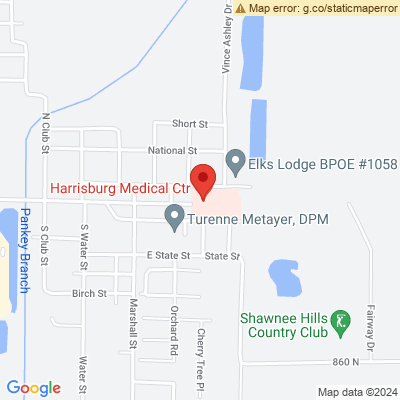 Map error: g.co/staticmaperror
Vince Ashley Dr
N Club St
Short St
National St
Elks Lodge BPOE #1058
Harrisburg Medical Ctr
Turenne Metayer, DPM
Pankey Branch
S Club St
S Water St
E State St
State St
Birch St
Marshall St
Orchard Rd
Cherry Tree Pl
Water St
Shawnee Hills
Country Club
Fairway Dr
860 N
Google
Map data ©2024